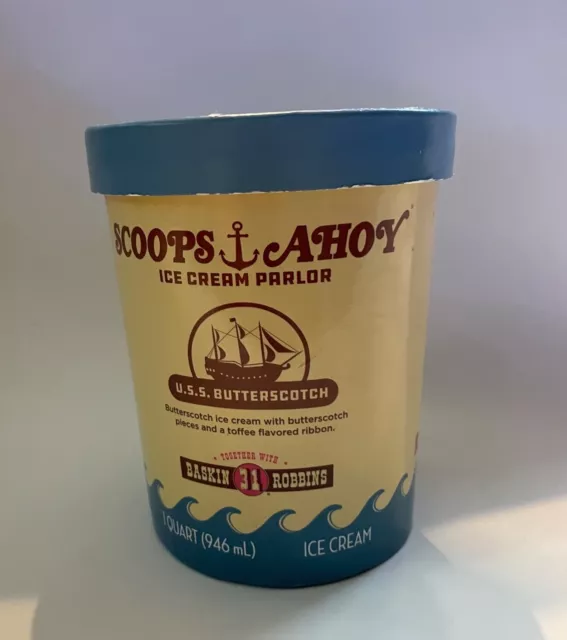 SCOOPS AHOY
ICE CREAM PARLOR
U.S.S. BUTTERSCOTCH
Butterscotch ice cream with butterscotch
pieces and a toffee flavored ribbon.
TOGETHER WITH
BASKIN 31 ROBBINS
1 QUART (946 mL) ICE CREAM